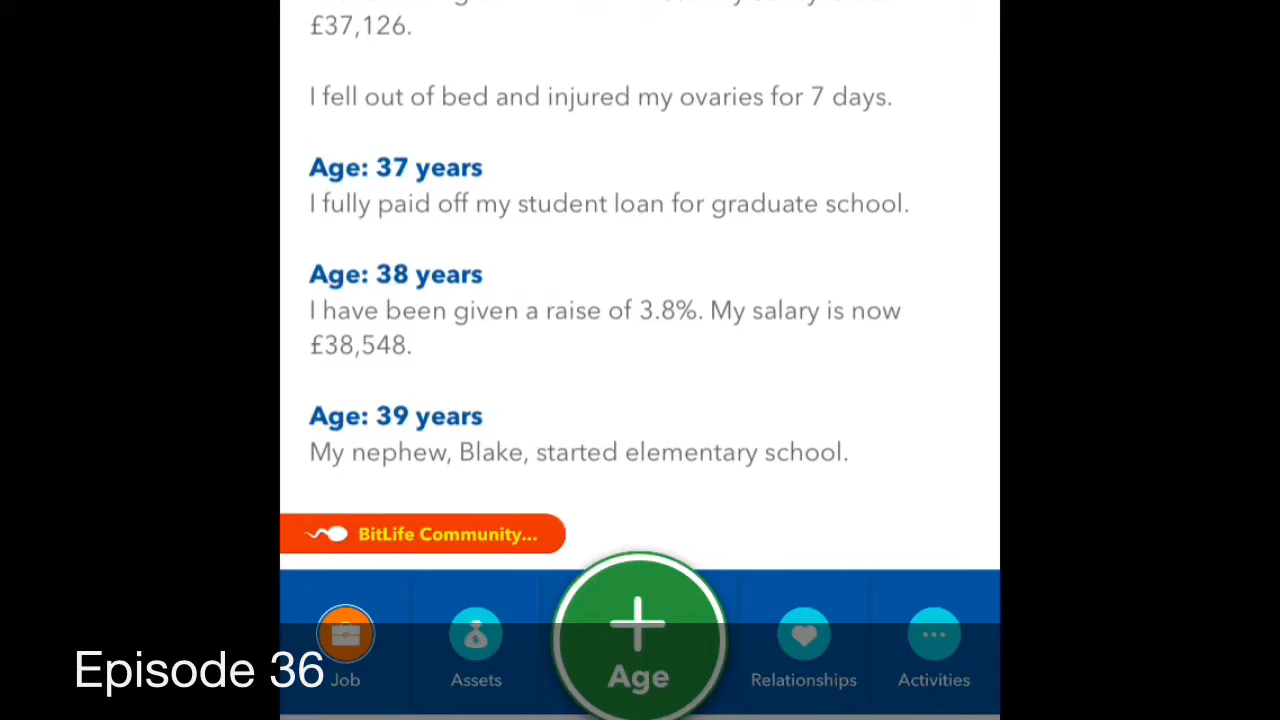 £37,126.
I fell out of bed and injured my ovaries for 7 days.
Age: 37 years
I fully paid off my student loan for graduate school.
Age: 38 years
I have been given a raise of 3.8%. My salary is now
£38,548.
Age: 39 years
My nephew, Blake, started elementary school.
BitLife Community...
Job
Assets
Age
Relationships
Activities
Episode 36